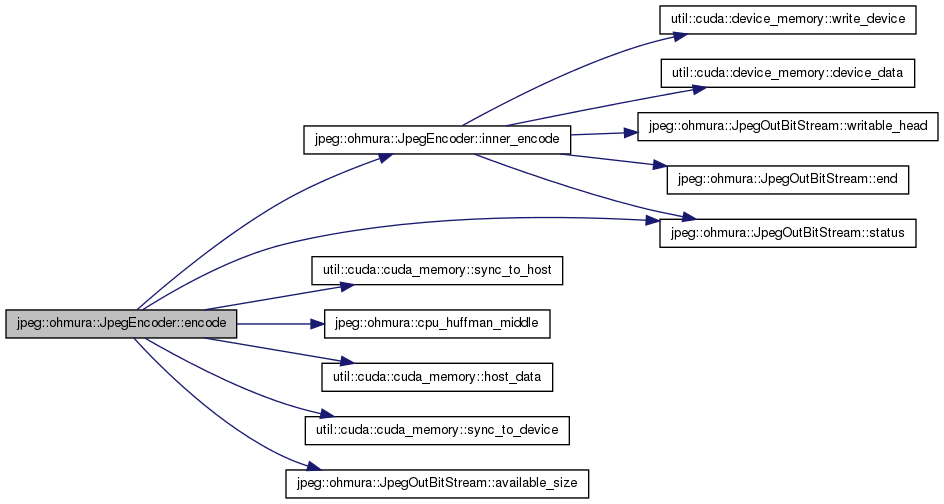 util::cuda::device_memory::write_device
util::cuda::device_memory::device_data
jpeg::ohmura::JpegOutBitStream::writable_head
jpeg::ohmura::JpegEncoder::inner_encode
jpeg::ohmura::JpegOutBitStream::end
jpeg::ohmura::JpegOutBitStream::status
util::cuda::cuda_memory::sync_to_host
jpeg::ohmura::JpegEncoder::encode
jpeg::ohmura::cpu_huffman_middle
util::cuda::cuda_memory::host_data
util::cuda::cuda_memory::sync_to_device
jpeg::ohmura::JpegOutBitStream::available_size